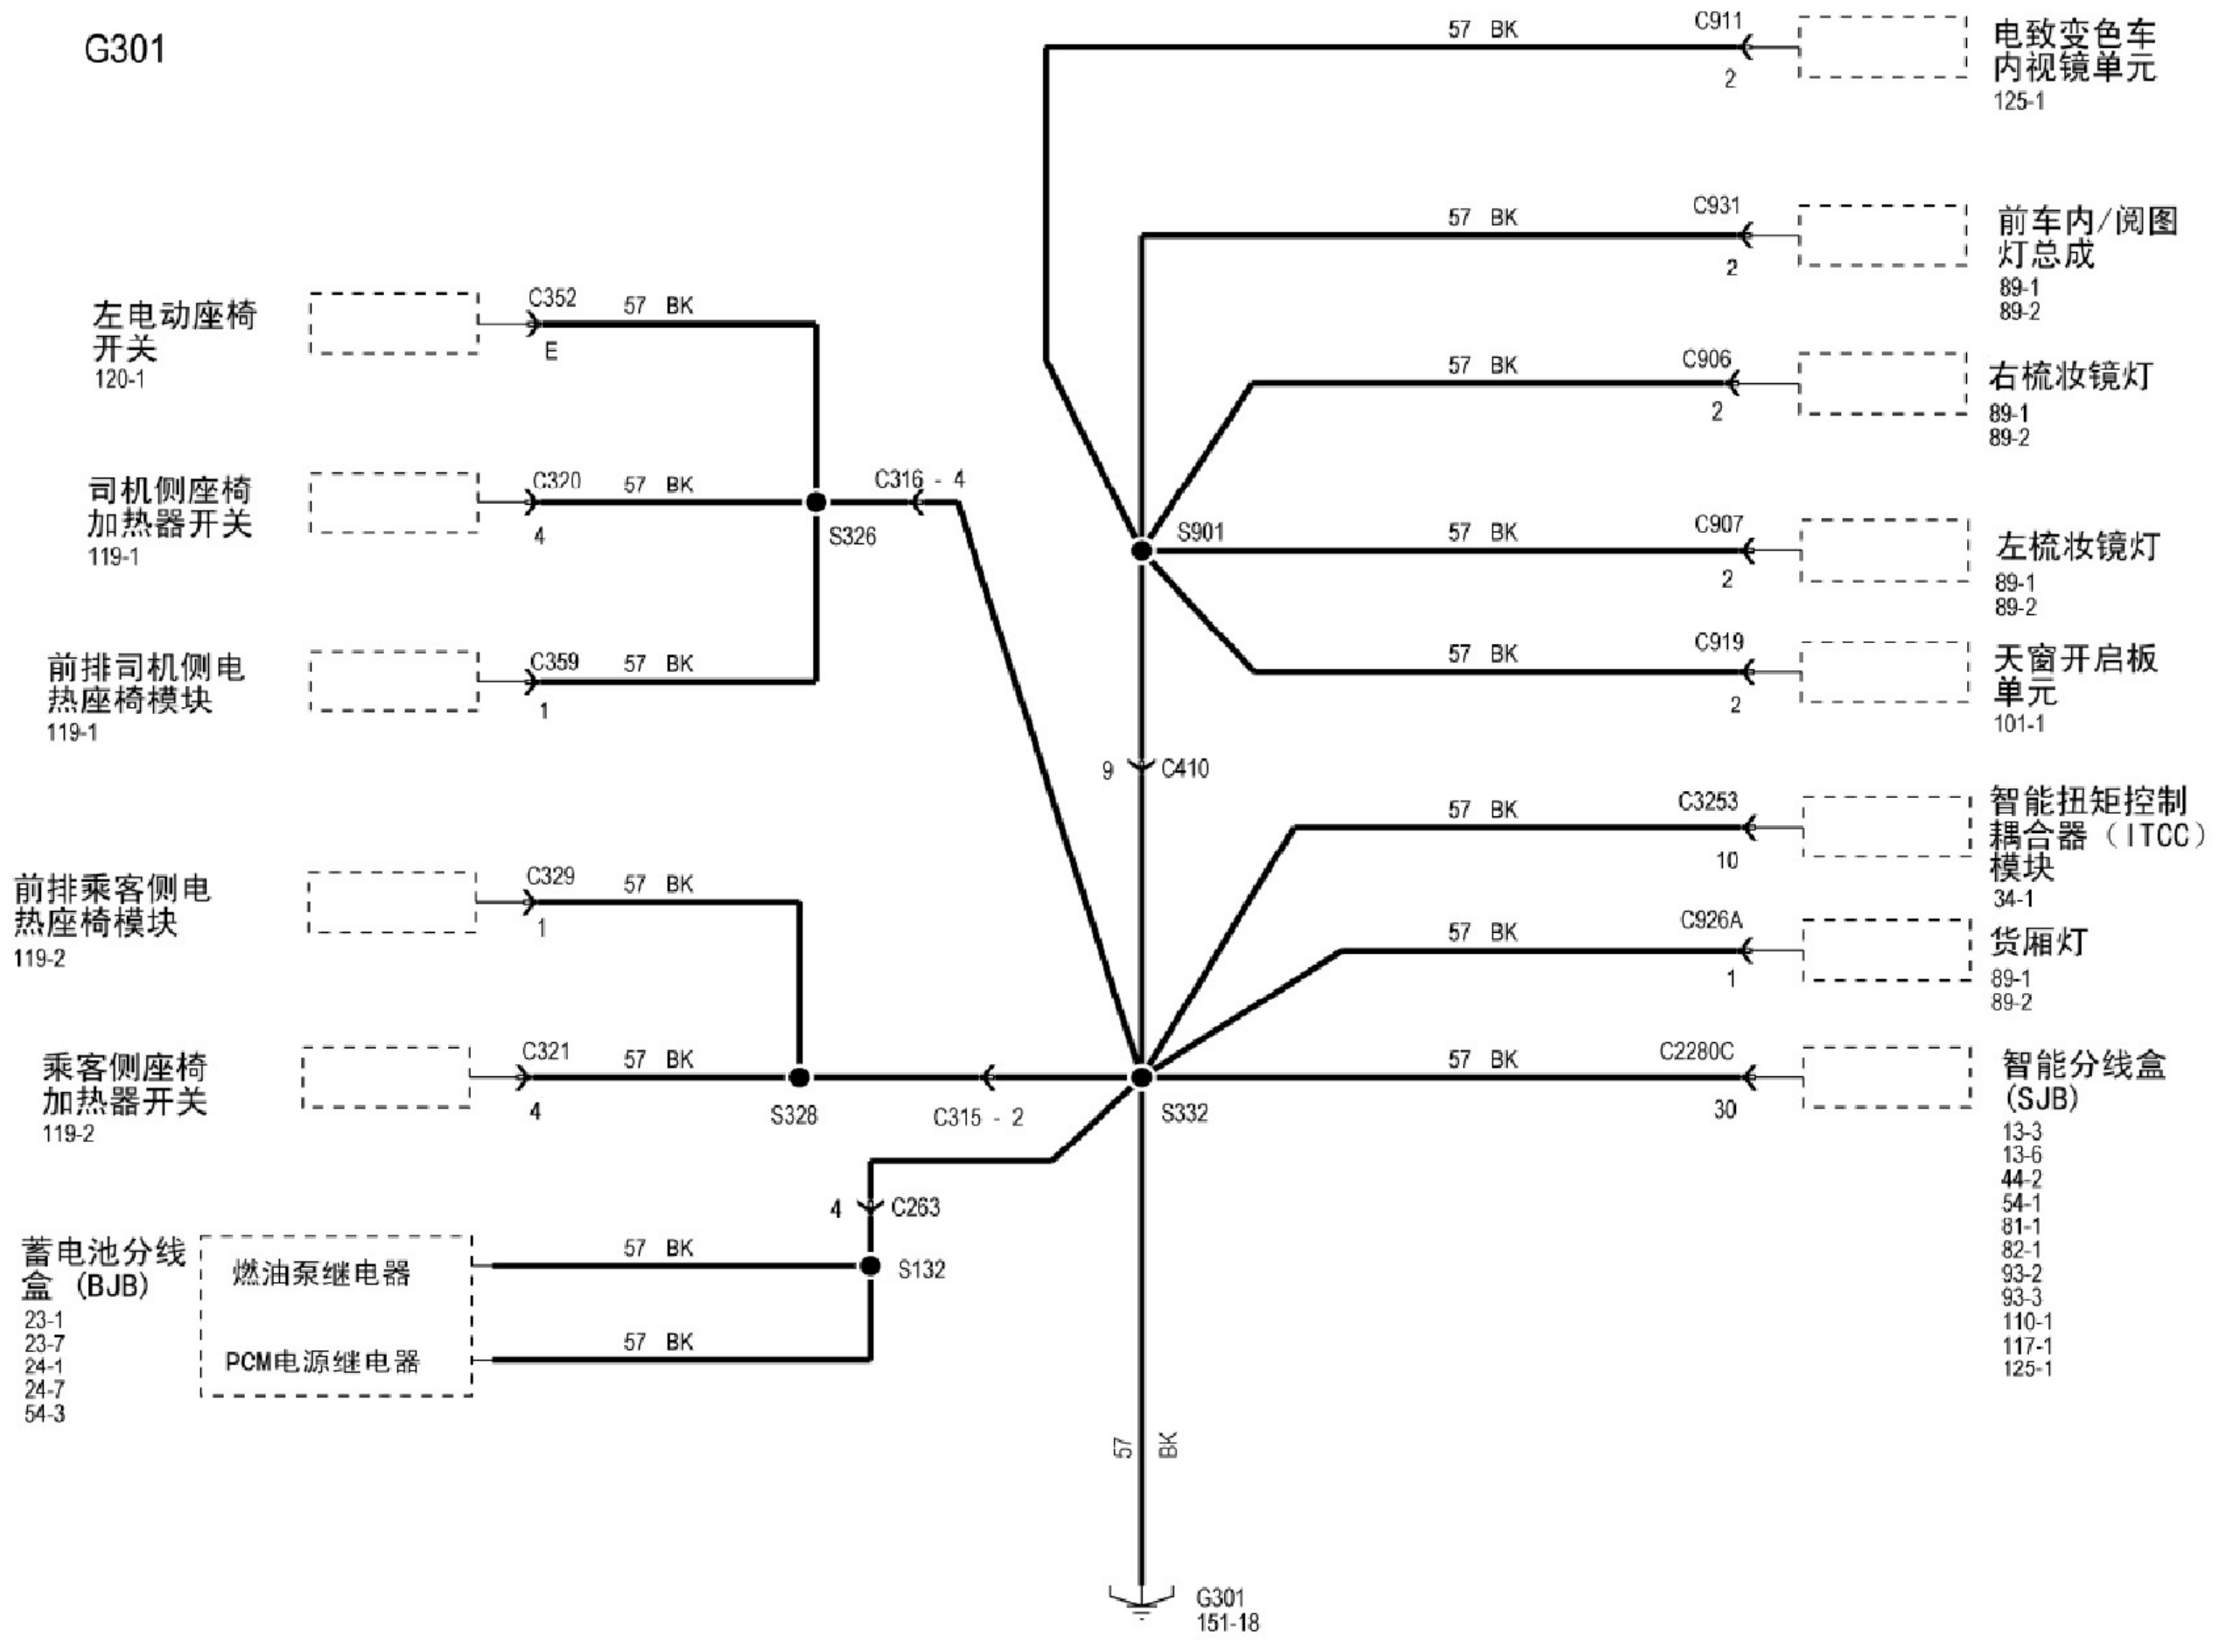 G301
57 BK
C911
2
电致变色车
内视镜单元
125-1
57 BK
C931
2
前车内/阅图
灯总成
89-1
89-2
左电动座椅
开关
120-1
C352
E
57 BK
57 BK
C906
2
右梳妆镜灯
89-1
89-2
司机侧座椅
加热器开关
119-1
C320
4
57 BK
S326
C316 - 4
S901
57 BK
C907
2
左梳妆镜灯
89-1
89-2
前排司机侧电
热座椅模块
119-1
C359
1
57 BK
57 BK
C919
2
天窗开启板
单元
101-1
9
C410
57 BK
C3253
10
智能扭矩控制
耦合器（ITCC）
模块
34-1
前排乘客侧电
热座椅模块
119-2
C329
1
57 BK
57 BK
C926A
1
货厢灯
89-1
89-2
乘客侧座椅
加热器开关
119-2
C321
4
57 BK
S328
C315 - 2
S332
57 BK
C2280C
30
智能分线盒
(SJB)
13-3
13-6
44-2
54-1
81-1
82-1
93-2
93-3
110-1
117-1
125-1
4
C263
蓄电池分线
盒 (BJB)
23-1
23-7
24-1
24-7
54-3
燃油泵继电器
57 BK
S132
PCM电源继电器
57 BK
57 BK
G301
151-18